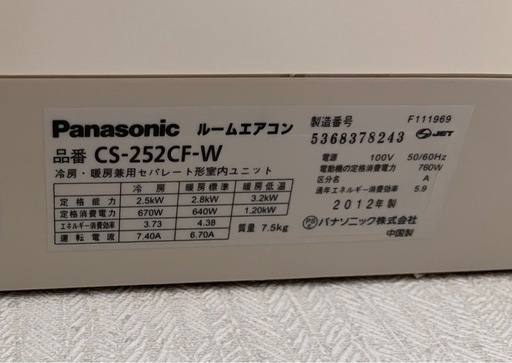 Panasonic ルームエアコン
品番 CS-252CF-W
冷房・暖房兼用セパレート形室内ユニット
冷房 暖房標準 暖房低温
定格能力 2.5kW 2.8kW 3.2kW
定格消費電力 670W 640W 1.20kW
エネルギー消費効率 3.73 4.38
運転電流 7.40A 6.70A
質量 7.5kg
製造番号 F111969
5368378243 JET
電源 100V 50/60Hz
電動機の定格消費電力 760W
区分名 A
通年エネルギー消費効率 5.9
2012年製
PS E パナソニック株式会社
中国製